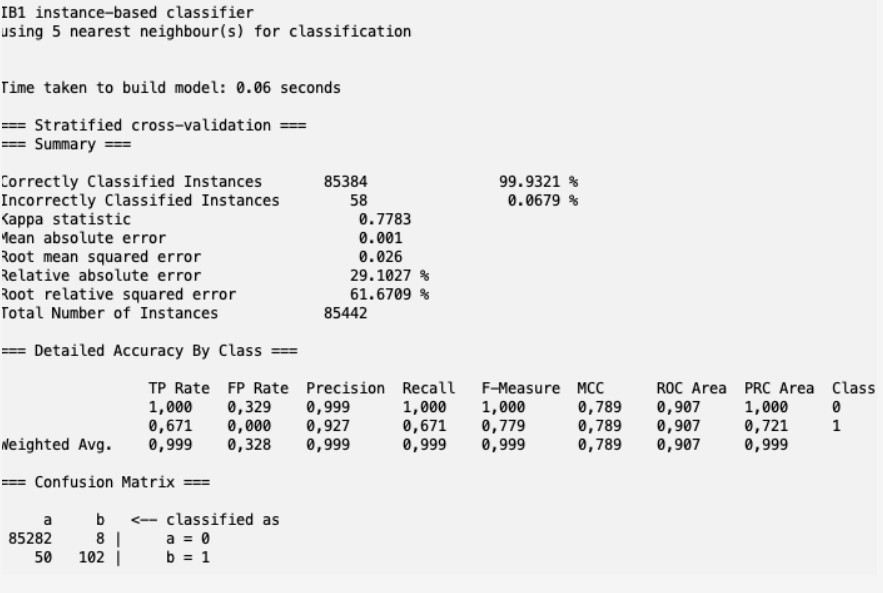 IB1 instance-based classifier
using 5 nearest neighbour(s) for classification
Time taken to build model: 0.06 seconds
=== Stratified cross-validation ===
=== Summary ===
Correctly Classified Instances 85384 99.9321 %
Incorrectly Classified Instances 58 0.0679 %
Kappa statistic 0.7783
Mean absolute error 0.001
Root mean squared error 0.026
Relative absolute error 29.1027 %
Root relative squared error 61.6709 %
Total Number of Instances 85442
=== Detailed Accuracy By Class ===
TP Rate FP Rate Precision Recall F-Measure MCC ROC Area PRC Area Class
1,000 0,329 0,999 1,000 1,000 0,789 0,907 1,000 0
0,671 0,000 0,927 0,671 0,779 0,789 0,907 0,721 1
Weighted Avg. 0,999 0,328 0,999 0,999 0,999 0,789 0,907 0,999
=== Confusion Matrix ===
a b <-- classified as
85282 8 | a = 0
50 102 | b = 1